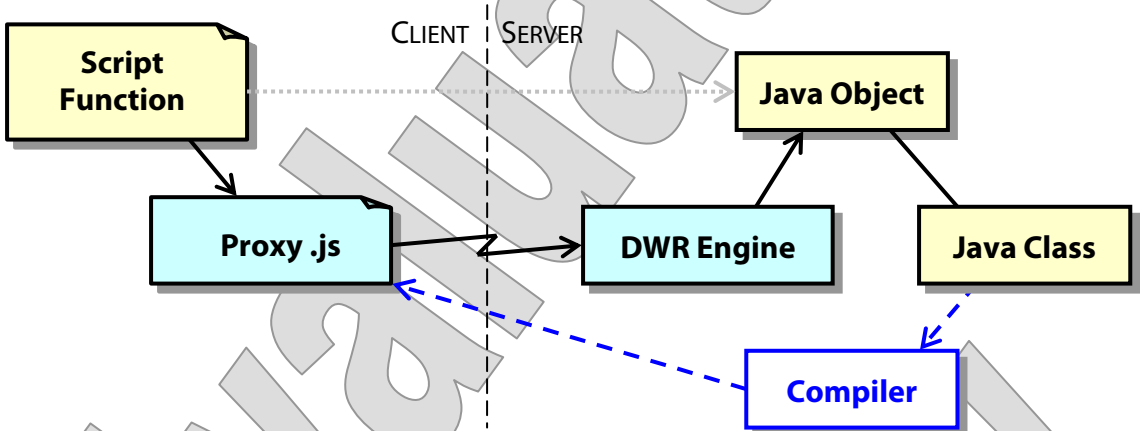 CLIENT SERVER
Script
Function
Java Object
Proxy .js
DWR Engine
Java Class
Compiler